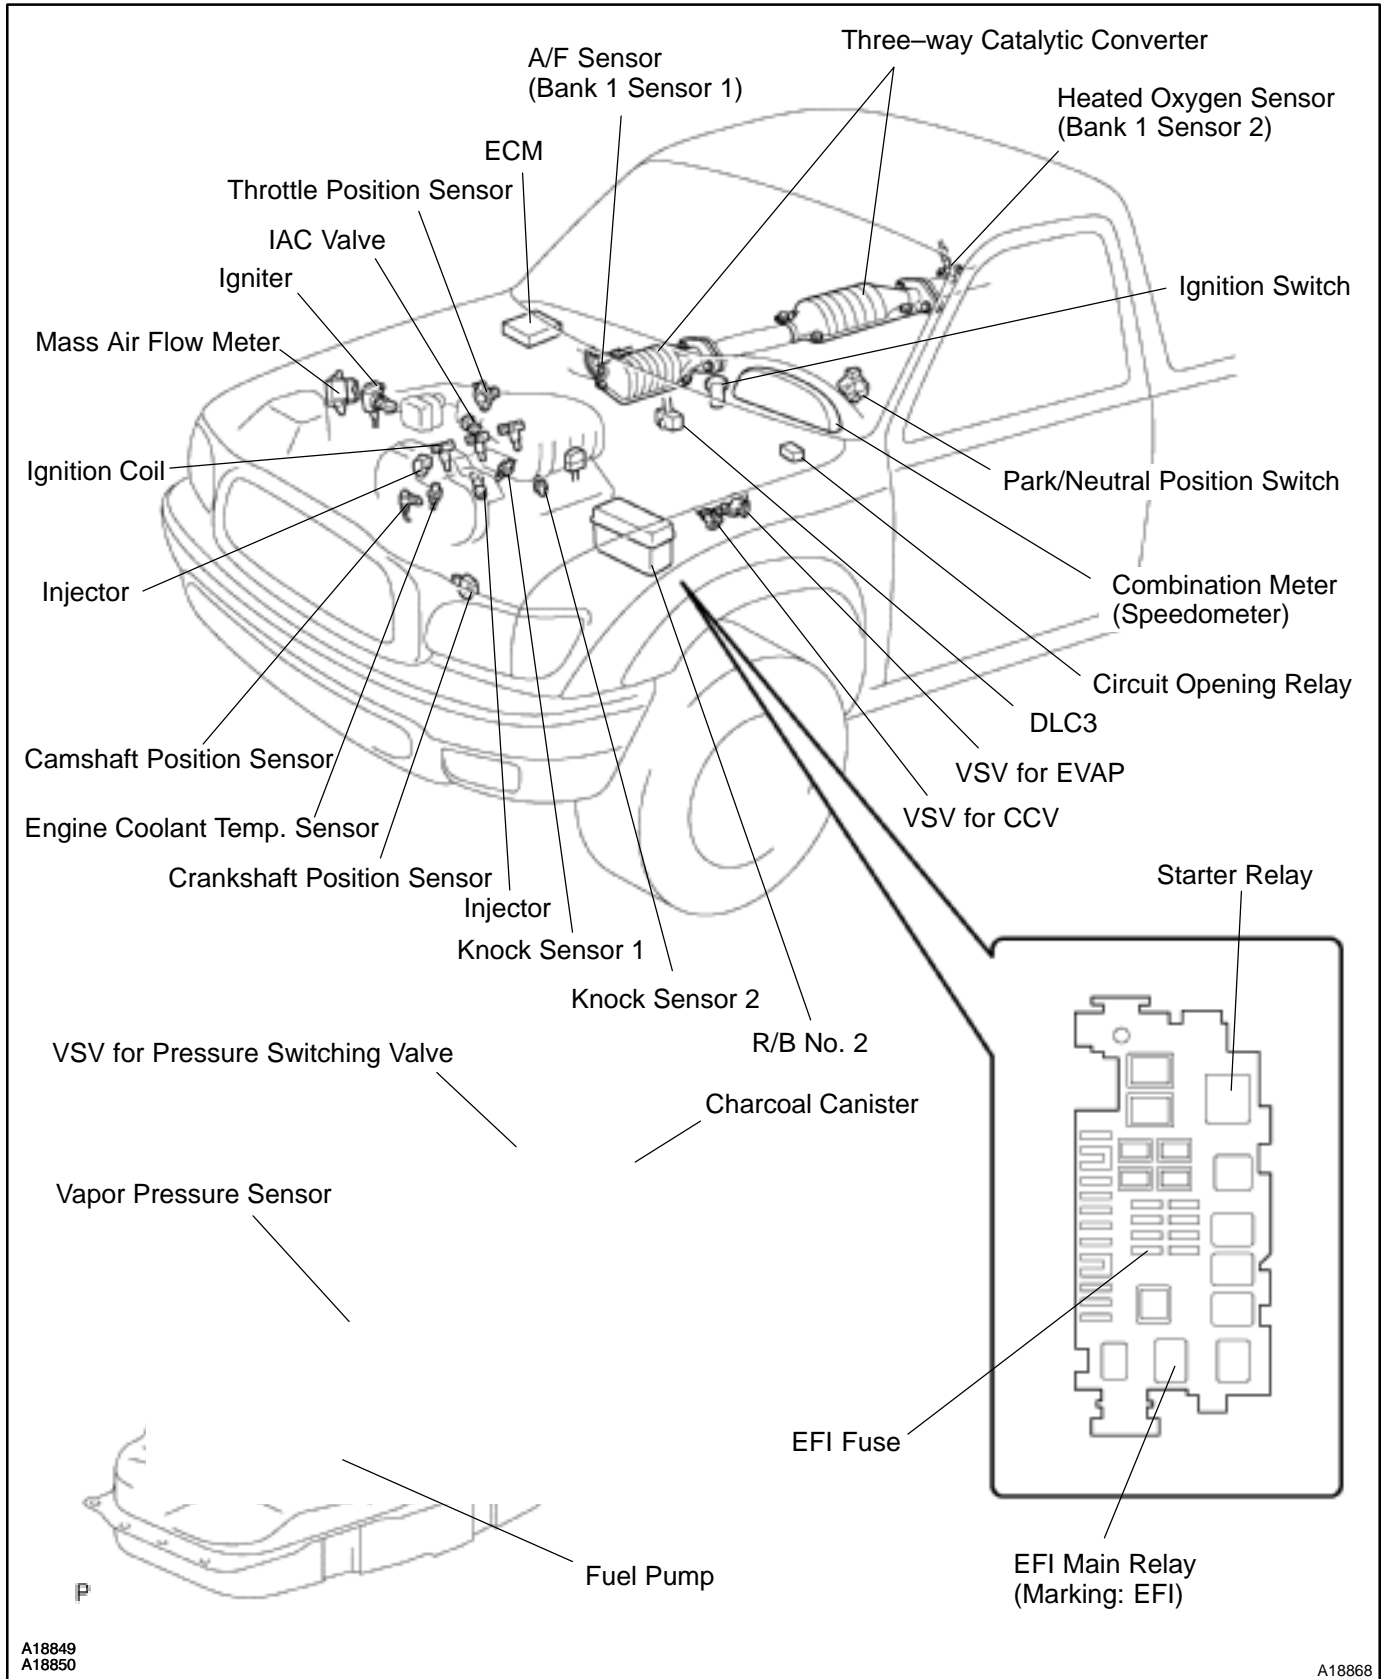 Three–way Catalytic Converter
A/F Sensor
(Bank 1 Sensor 1)
Heated Oxygen Sensor
(Bank 1 Sensor 2)
ECM
Throttle Position Sensor
IAC Valve
Igniter
Ignition Switch
Mass Air Flow Meter
Ignition Coil
Park/Neutral Position Switch
Injector
Combination Meter
(Speedometer)
Circuit Opening Relay
DLC3
Camshaft Position Sensor
VSV for EVAP
VSV for CCV
Engine Coolant Temp. Sensor
Crankshaft Position Sensor
Starter Relay
Injector
Knock Sensor 1
Knock Sensor 2
R/B No. 2
VSV for Pressure Switching Valve
Charcoal Canister
Vapor Pressure Sensor
EFI Fuse
Fuel Pump
EFI Main Relay
(Marking: EFI)
P
A18849
A18850
A18868